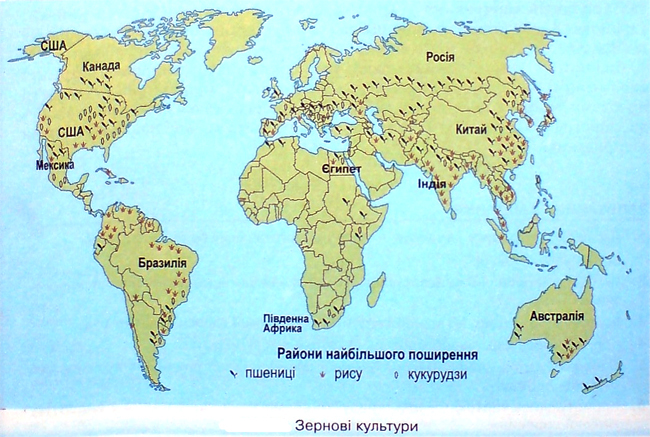 США
Канада
Росія
США
Китай
Мексика
Єгипет
Індія
Бразилія
Південна
Африка
Австралія
Райони найбільшого поширення
пшениці рису кукурудзи
Зернові культури